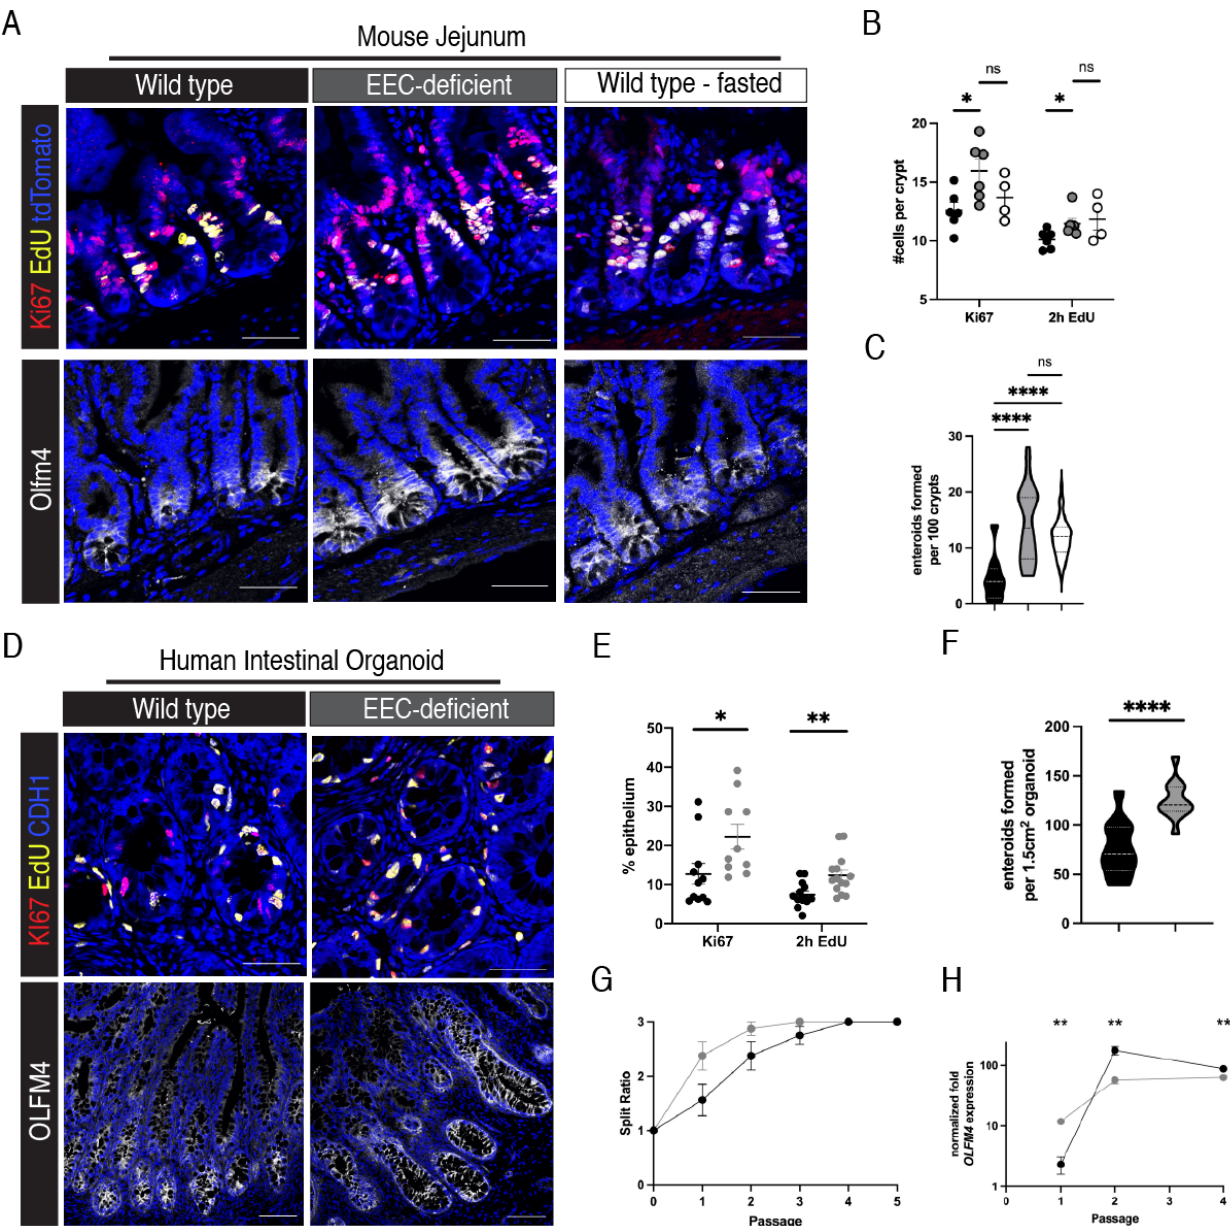 A
Mouse Jejunum
Wild type
EEC-deficient
Wild type - fasted
Ki67 EdU tdTomato
Olfm4
B
ns
ns
*
*
20
15
10
5
#cells per crypt
Ki67
2h EdU
C
ns
****
****
30
20
10
0
enteroids formed
per 100 crypts
D
Human Intestinal Organoid
Wild type
EEC-deficient
KI67 EdU CDH1
OLFM4
E
*
**
50
40
30
20
10
0
% epithelium
Ki67
2h EdU
F
****
200
150
100
50
0
enteroids formed
per 1.5cm² organoid
G
3
2
1
0
Split Ratio
0
1
2
3
4
5
Passage
H
**
**
**
100
10
1
normalized fold
OLFM4 expression
0
1
2
3
4
Passage